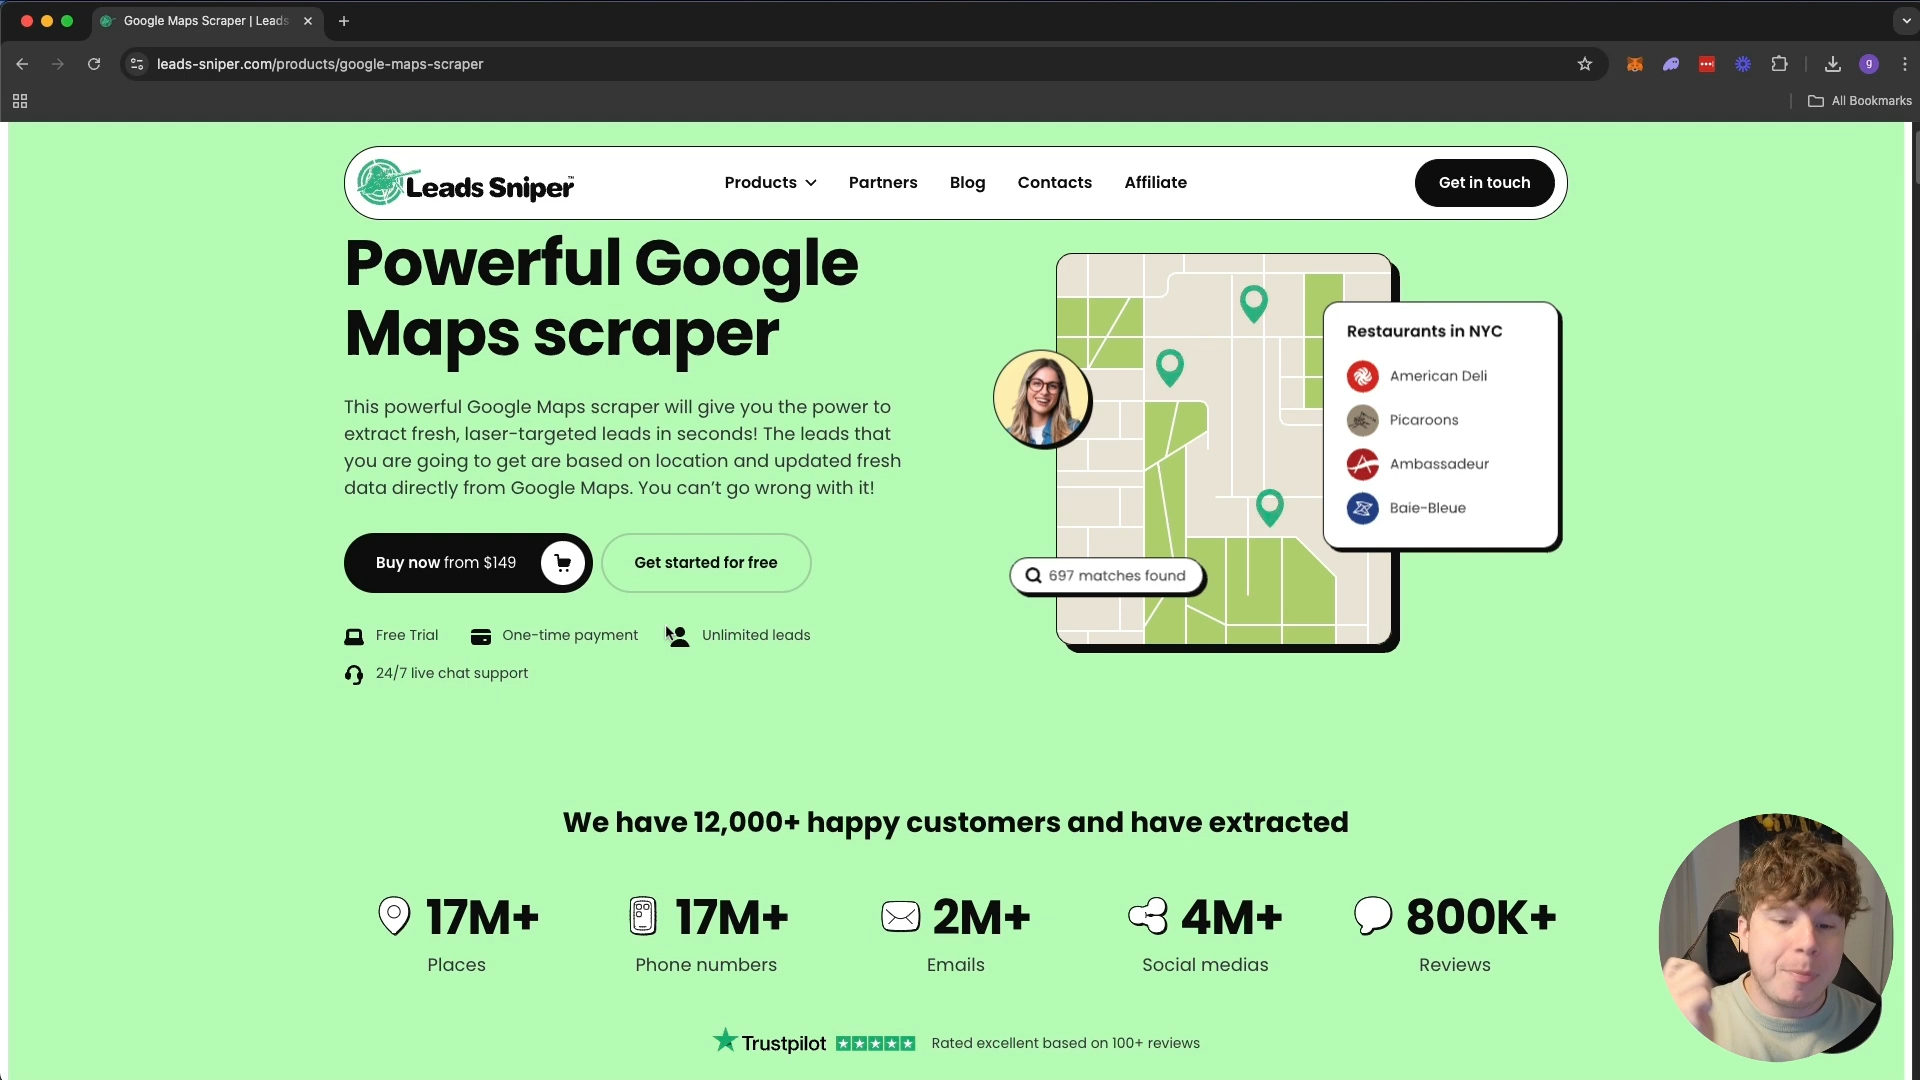 Google Maps Scraper | Leads
leads-sniper.com/products/google-maps-scraper
g
All Bookmarks
Leads Sniper™
Products
Partners
Blog
Contacts
Affiliate
Get in touch
Powerful Google
Maps scraper
This powerful Google Maps scraper will give you the power to
extract fresh, laser-targeted leads in seconds! The leads that
you are going to get are based on location and updated fresh
data directly from Google Maps. You can’t go wrong with it!
Buy now from $149
Get started for free
Free Trial
One-time payment
Unlimited leads
24/7 live chat support
Restaurants in NYC
American Deli
Picaroons
Ambassadeur
Baie-Bleue
697 matches found
We have 12,000+ happy customers and have extracted
17M+
17M+
2M+
4M+
800K+
Places
Phone numbers
Emails
Social medias
Reviews
Trustpilot
Rated excellent based on 100+ reviews